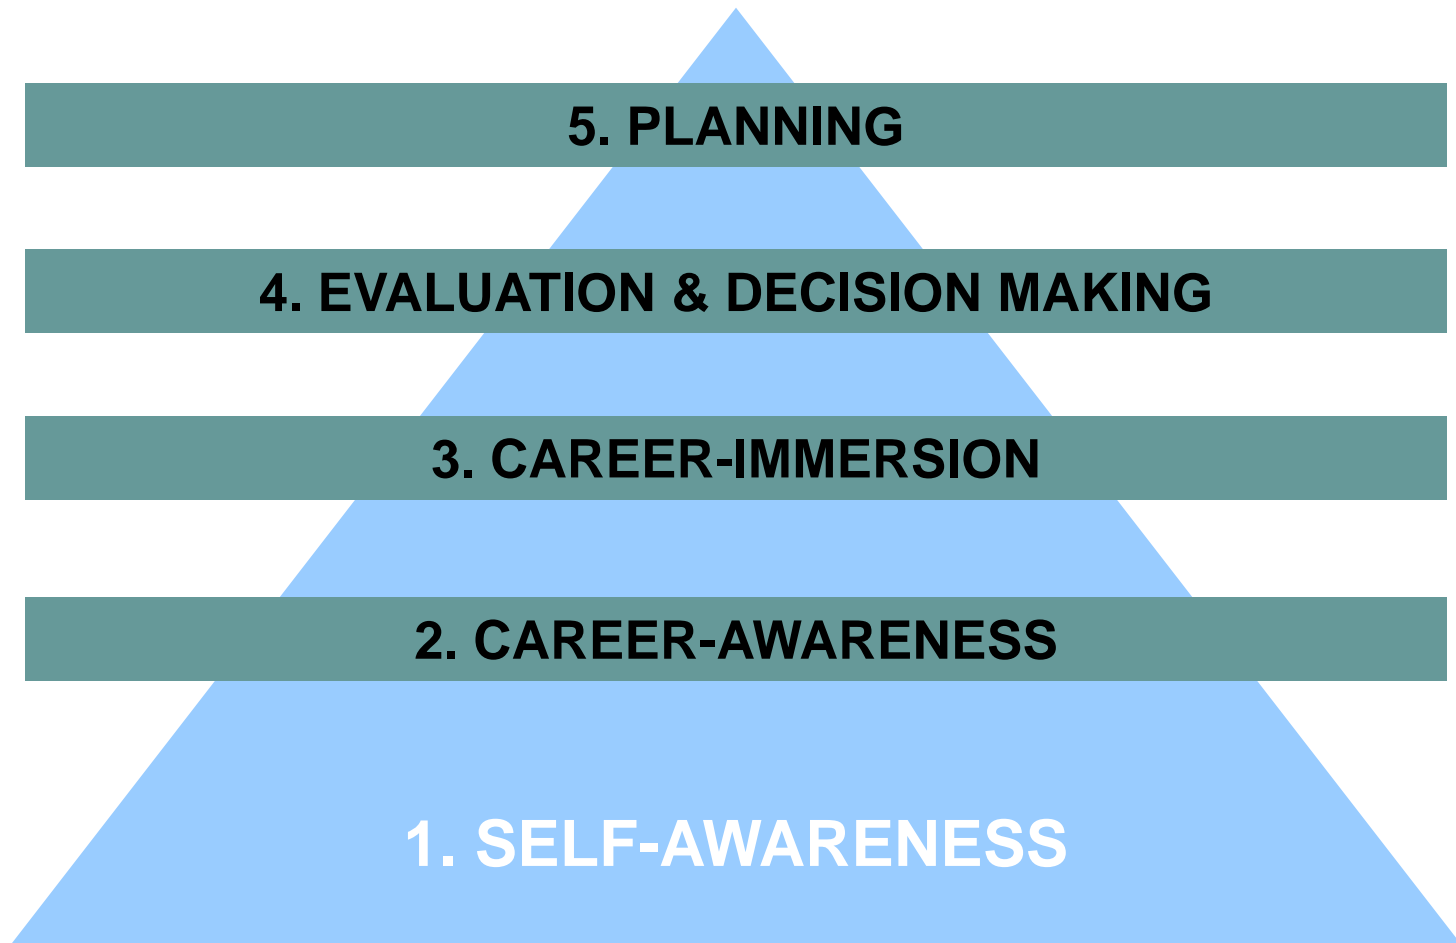 5. PLANNING
4. EVALUATION & DECISION MAKING
3. CAREER-IMMERSION
2. CAREER-AWARENESS
1. SELF-AWARENESS